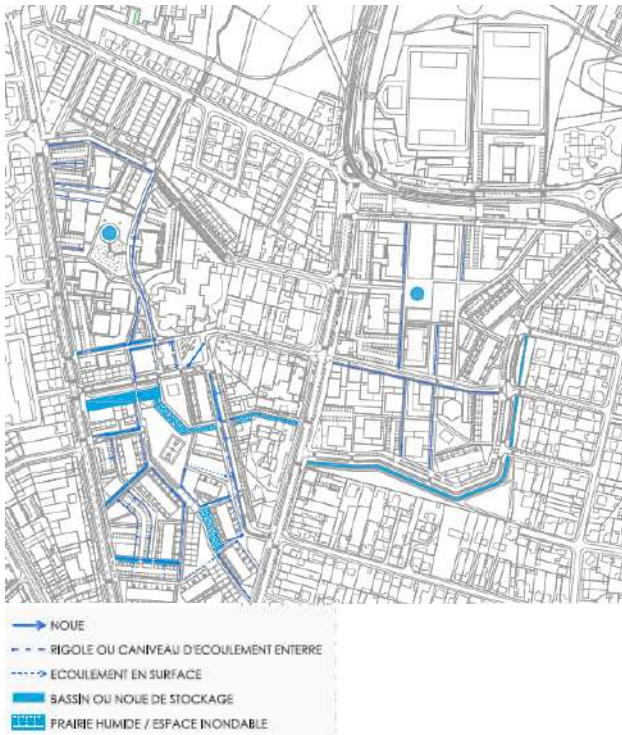 NOUE
RIGOLE OU CANIVEAU D'ECOULEMENT ENTERRE
ECOULEMENT EN SURFACE
BASSIN OU NOUE DE STOCKAGE
PRAIRIE HUMIDE / ESPACE INONDABLE